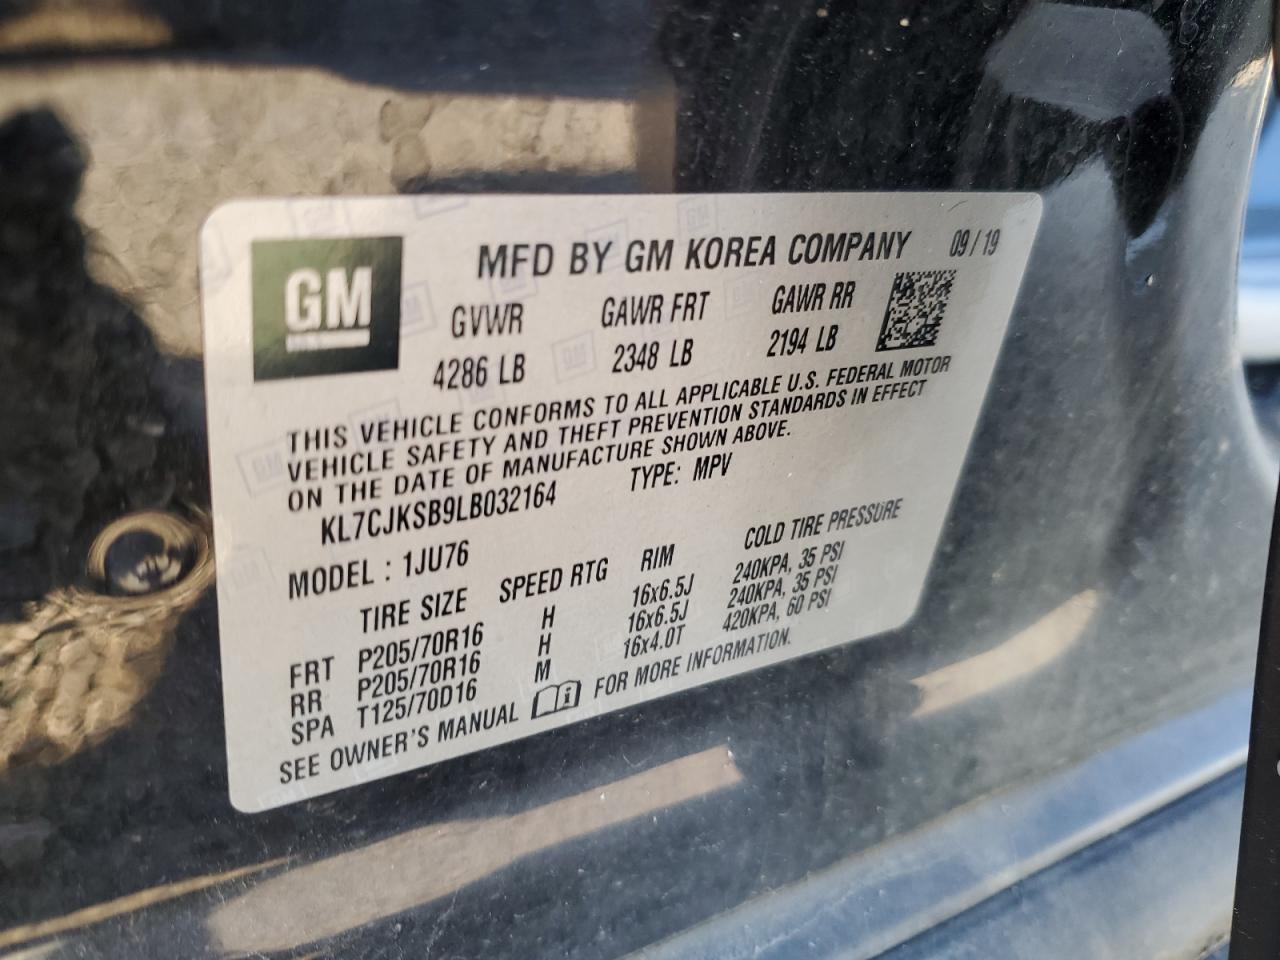 GM
MFD BY GM KOREA COMPANY 09 / 19
GVWR GAWR FRT GAWR RR
4286 LB 2348 LB 2194 LB
THIS VEHICLE CONFORMS TO ALL APPLICABLE U.S. FEDERAL MOTOR
VEHICLE SAFETY AND THEFT PREVENTION STANDARDS IN EFFECT
ON THE DATE OF MANUFACTURE SHOWN ABOVE.
KL7CJKSB9LB032164 TYPE: MPV
MODEL : 1JU76
TIRE SIZE SPEED RTG RIM COLD TIRE PRESSURE
FRT P205/70R16 H 16x6.5J 240KPA, 35 PSI
RR P205/70R16 H 16x6.5J 240KPA, 35 PSI
SPA T125/70D16 M 16x4.0T 420KPA, 60 PSI
SEE OWNER'S MANUAL FOR MORE INFORMATION.